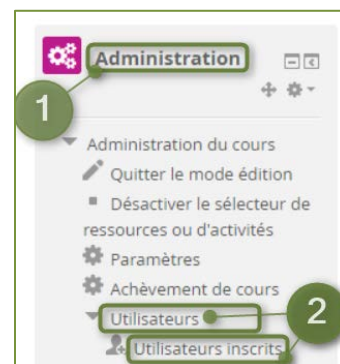 Administration
1
Administration du cours
Quitter le mode édition
Désactiver le sélecteur de
ressources ou d'activités
Paramètres
Achèvement de cours
Utilisateurs
2
Utilisateurs inscrits